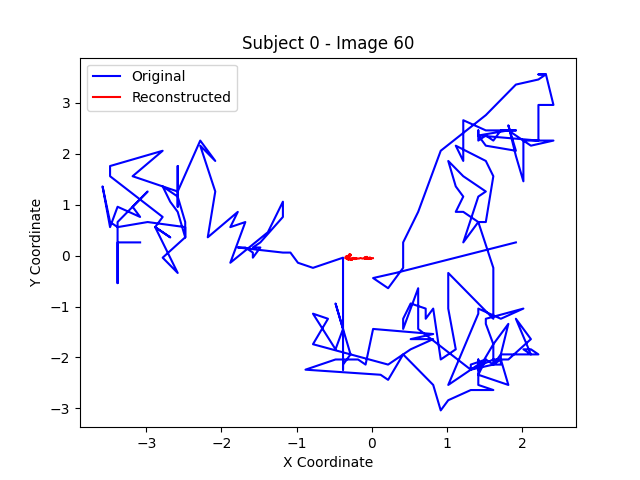 Subject 0 - Image 60
Original
Reconstructed
3
2
1
0
−1
−2
−3
Y Coordinate
−3 −2 −1 0 1 2
X Coordinate